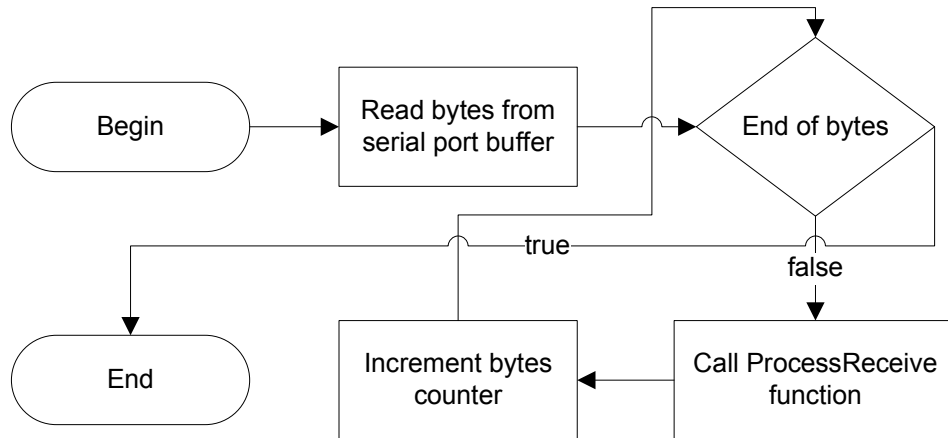 Begin
Read bytes from
serial port buffer
End of bytes
true
false
End
Increment bytes
counter
Call ProcessReceive
function